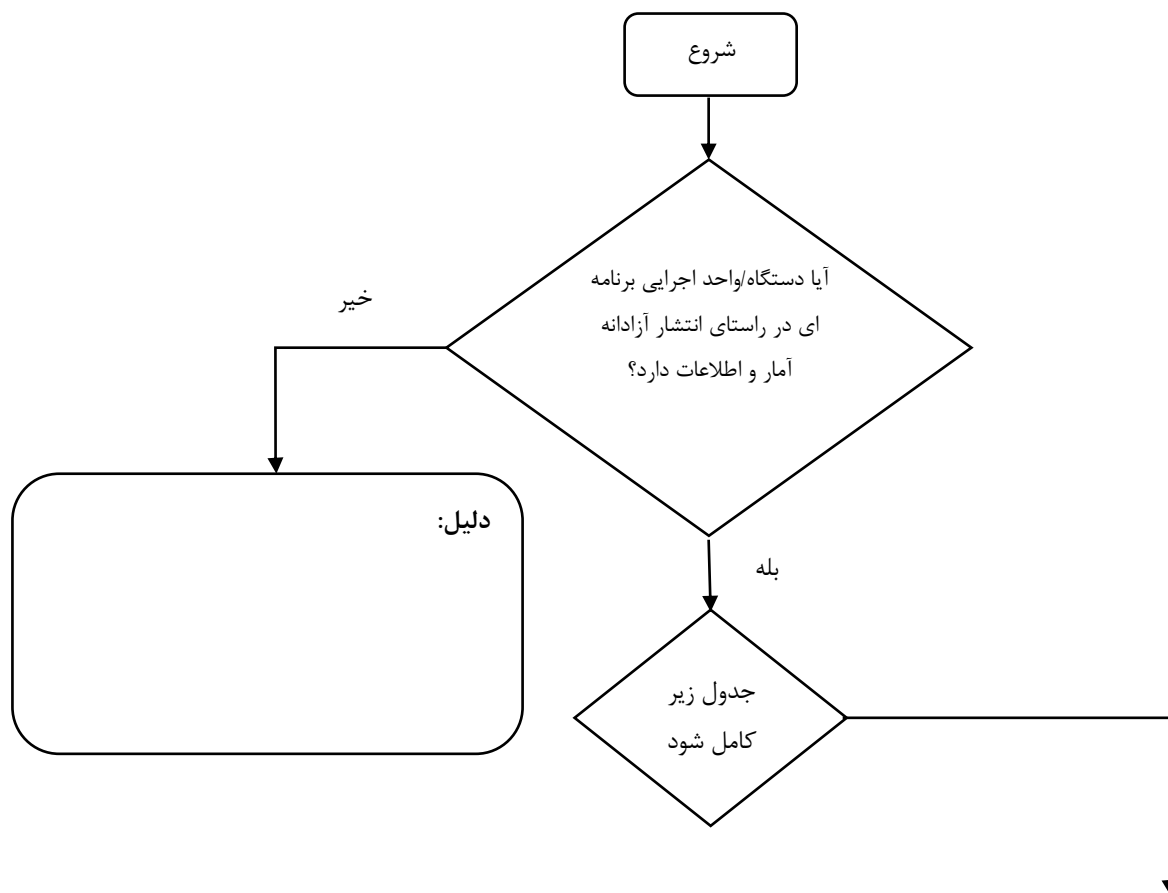 شروع
آیا دستگاه/واحد اجرایی برنامه
ای در راستای انتشار آزادانه
آمار و اطلاعات دارد؟
خیر
دلیل:
بله
جدول زیر
کامل شود